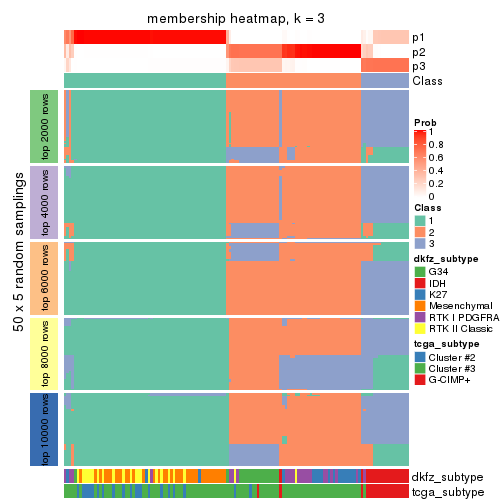 membership heatmap, k = 3
p1
p2
p3
Class
50 x 5 random samplings
top 2000 rows
top 4000 rows
top 6000 rows
top 8000 rows
top 10000 rows
dkfz_subtype
tcga_subtype
Prob
1
0.8
0.6
0.4
0.2
0
Class
1
2
3
dkfz_subtype
G34
IDH
K27
Mesenchymal
RTK I PDGFRA
RTK II Classic
tcga_subtype
Cluster #2
Cluster #3
G-CIMP+